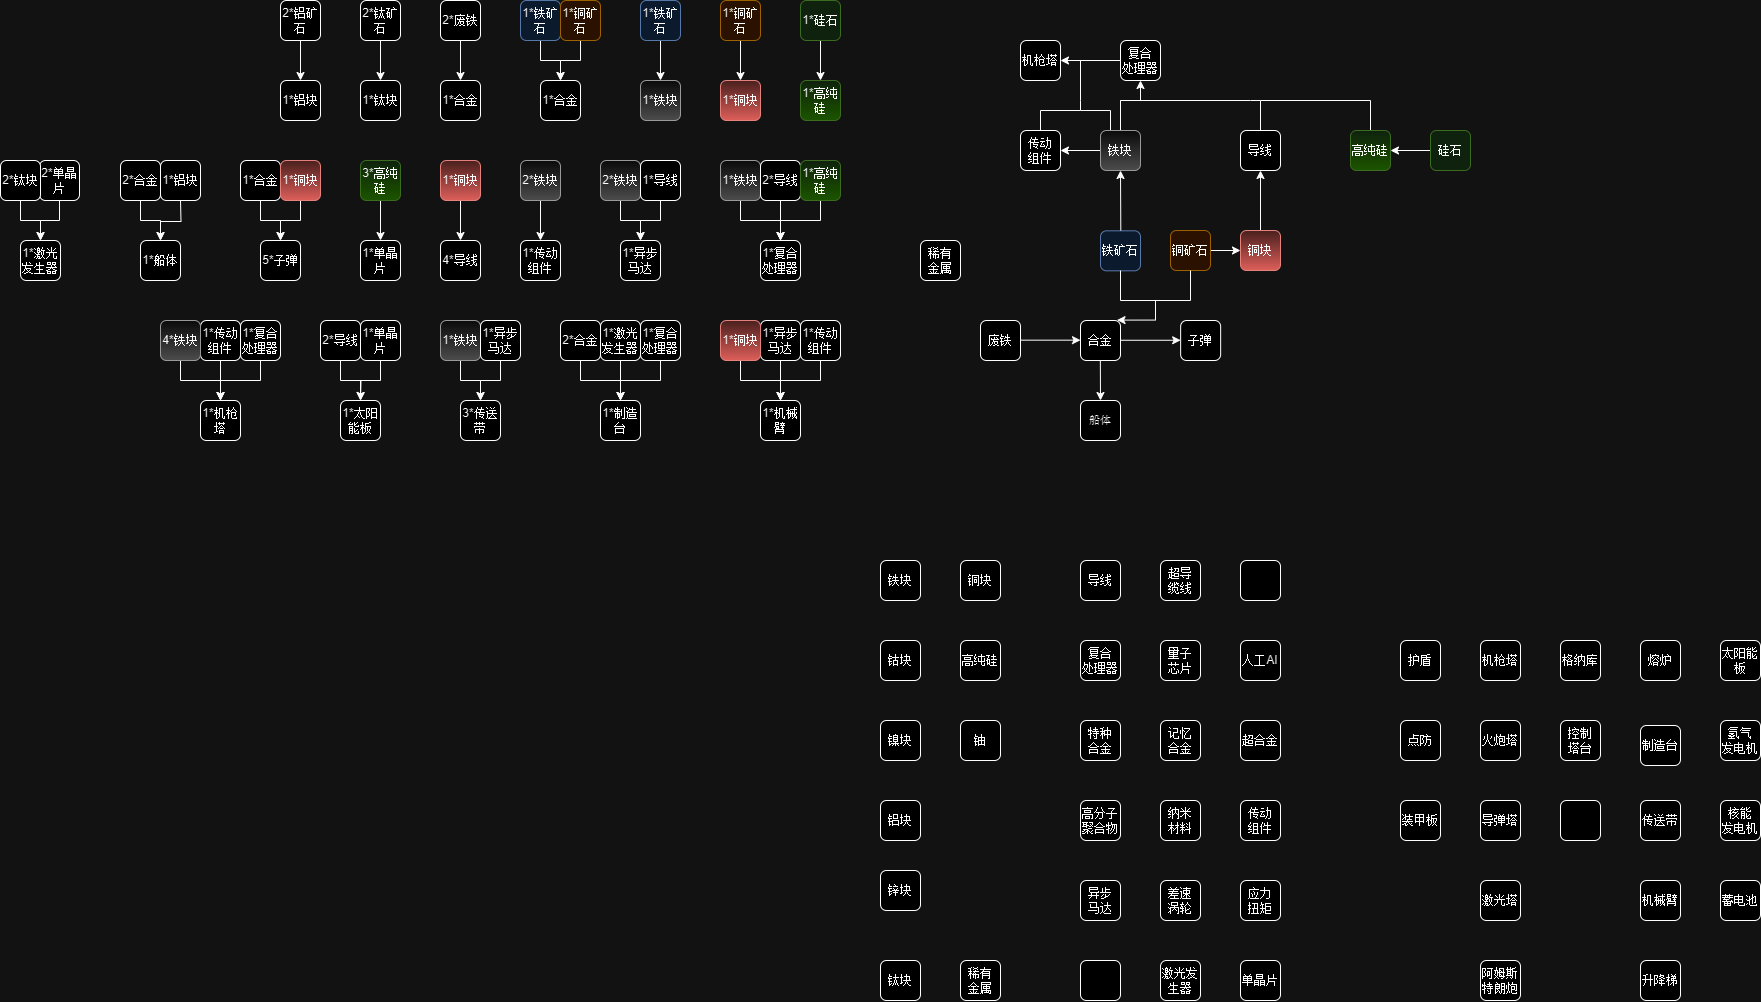 2*铝矿
石
2*钛矿
石
2*废铁
1*铁矿
石
1*铜矿
石
1*铁矿
石
1*铜矿
石
1*硅石
1*铝块
1*钛块
1*合金
1*合金
1*铁块
1*铜块
1*高纯
硅
2*钛块
2*单晶
片
2*合金
1*铝块
1*合金
1*铜块
3*高纯
硅
1*铜块
2*铁块
2*铁块
1*导线
1*铁块
2*导线
1*高纯
硅
1*激光
发生器
1*船体
5*子弹
1*单晶
片
4*导线
1*传动
组件
1*异步
马达
1*复合
处理器
4*铁块
1*传动
组件
1*复合
处理器
2*导线
1*单晶
片
1*铁块
1*异步
马达
2*合金
1*激光
发生器
1*复合
处理器
1*铜块
1*异步
马达
1*传动
组件
1*机枪
塔
1*太阳
能板
3*传送
带
1*制造
台
1*机械
臂
机枪塔
复合
处理器
传动
组件
铁块
导线
高纯硅
硅石
稀有
金属
铁矿石
铜矿石
铜块
废铁
合金
子弹
船体
铁块
铜块
导线
超导
缆线
钴块
高纯硅
复合
处理器
量子
芯片
人工AI
护盾
机枪塔
格纳库
熔炉
太阳能
板
镍块
铀
特种
合金
记忆
合金
超合金
点防
火炮塔
控制
塔台
制造台
氢气
发电机
铝块
高分子
聚合物
纳米
材料
传动
组件
装甲板
导弹塔
传送带
核能
发电机
锌块
异步
马达
差速
涡轮
应力
扭矩
激光塔
机械臂
蓄电池
钛块
稀有
金属
激光发
生器
单晶片
阿姆斯
特朗炮
升降梯